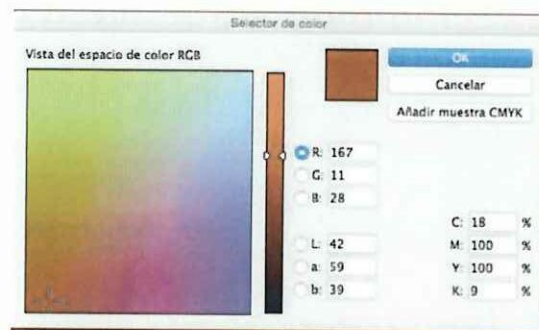 Selector de color
Vista del espacio de color RGB
OK
Cancelar
Añadir muestra CMYK
R: 167
G: 11
B: 28
L: 42
a: 59
b: 39
C: 18 %
M: 100 %
Y: 100 %
K: 9 %